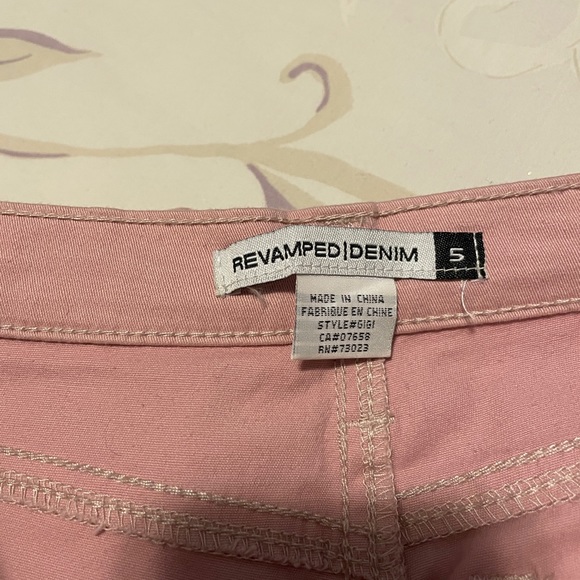 REVAMPED|DENIM 5
MADE IN CHINA
FABRIQUE EN CHINE
STYLE#GIGI
CA#07658
RN#73023